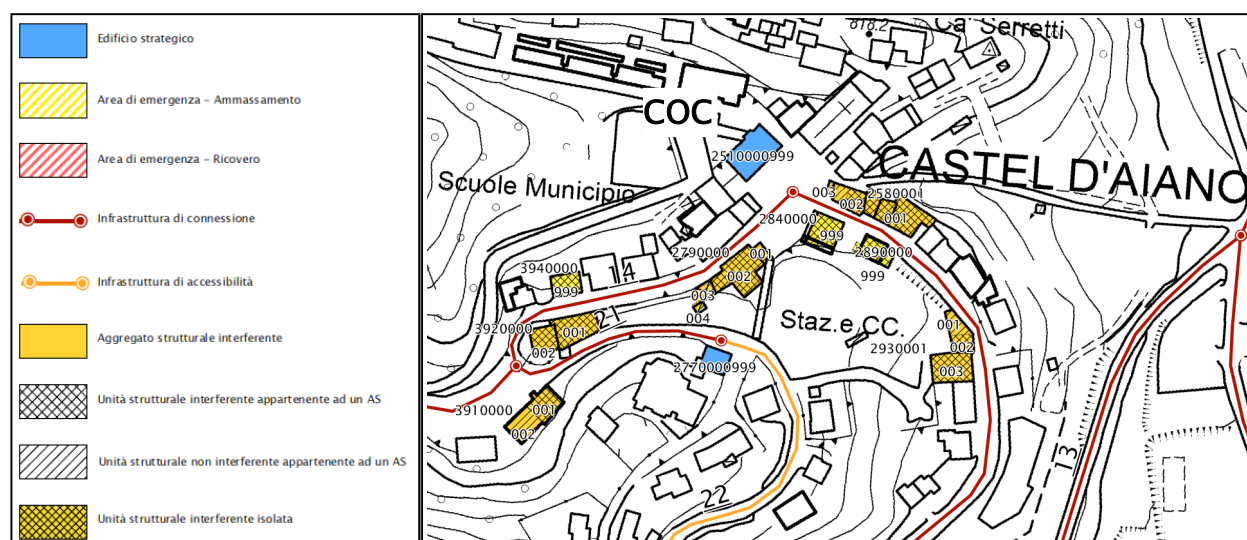 Edificio strategico
Area di emergenza – Ammassamento
Area di emergenza – Ricovero
Infrastruttura di connessione
Infrastruttura di accessibilità
Aggregato strutturale interferente
Unità strutturale interferente appartenente ad un AS
Unità strutturale non interferente appartenente ad un AS
Unità strutturale interferente isolata
818.2
Ca' Serretti
COC
2510000999
CASTEL D'AIANO
Scuole Municipio
003
002
2580001
001
2840000
999
2890000
999
2790000
001
002
003
004
3940000
999
14
3920000
001
002
21
Staz.e CC.
2930001
001
002
003
2770000999
3910000
001
002
22
13